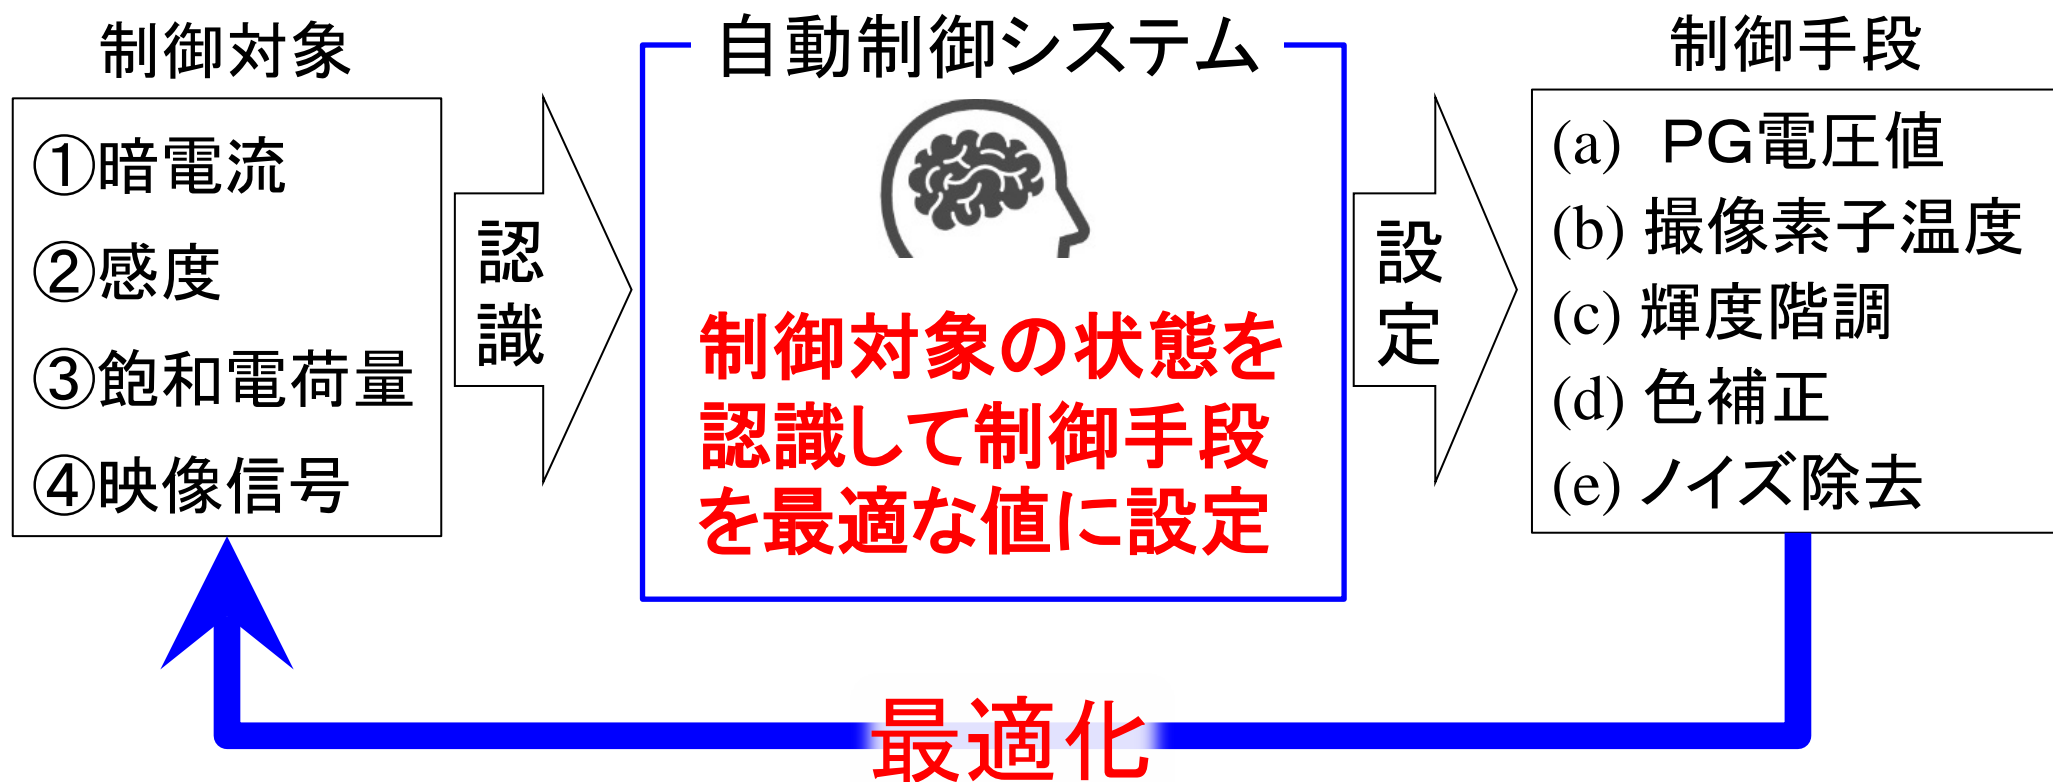 制御対象
①暗電流
②感度
③飽和電荷量
④映像信号
認識
自動制御システム
制御対象の状態を
認識して制御手段
を最適な値に設定
設定
制御手段
(a) PG電圧値
(b) 撮像素子温度
(c) 輝度階調
(d) 色補正
(e) ノイズ除去
最適化